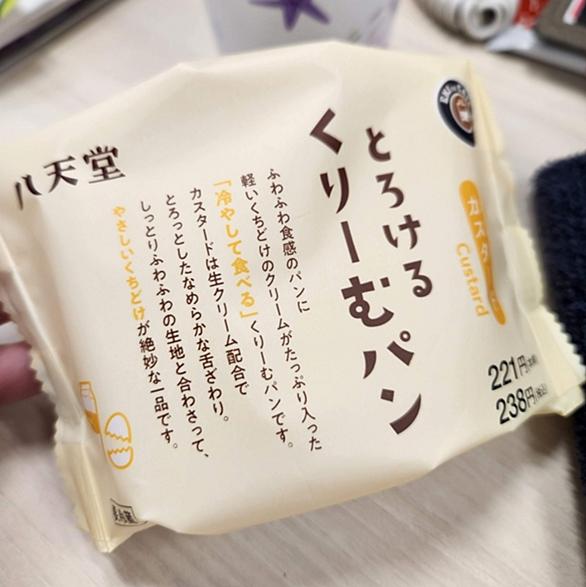 八天堂
とろける
くりーむパン
カスタード
Custard
ふわふわ食感のパンに
軽いくちどけのクリームがたっぷり入った
「冷やして食べる」くりーむパンです。
カスタードは生クリーム配合で
とろっとしたなめらかな舌ざわり。
しっとりふわふわの生地と合わさって、
やさしいくちどけが絶妙な一品です。
221円(本体)
238円(税込)